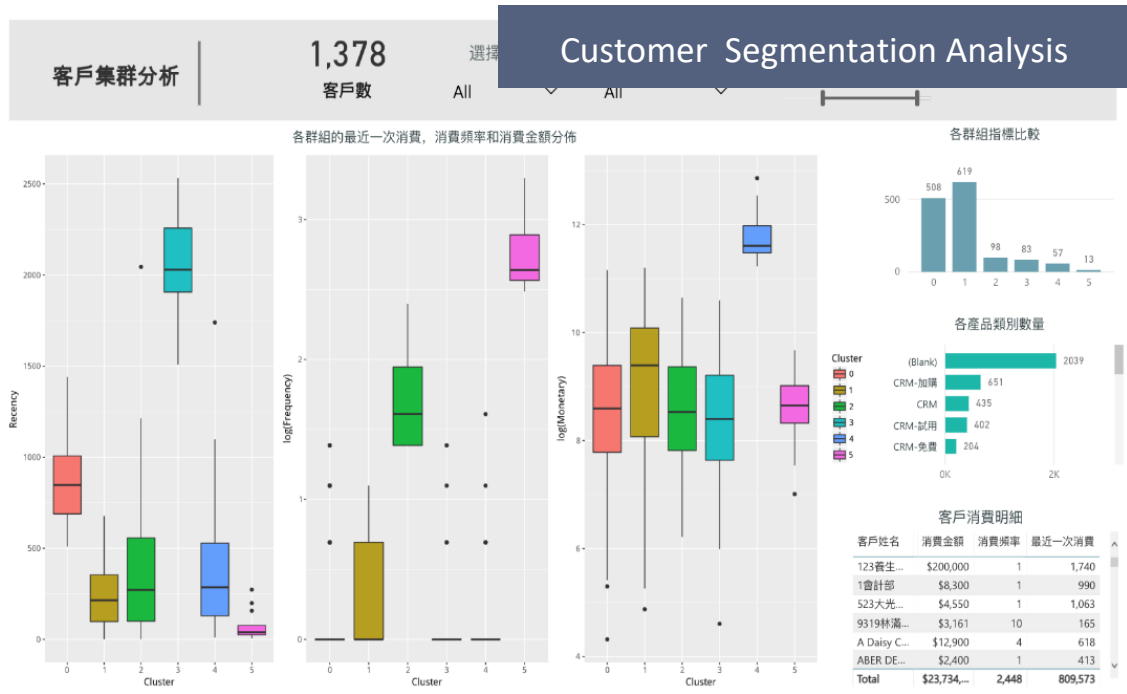 Customer Segmentation Analysis
客戶集群分析
1,378
客戶數
選擇
All
All
各群組的最近一次消費，消費頻率和消費金額分佈
Recency
2500
2000
1500
1000
500
0
0 1 2 3 4 5
Cluster
log(Frequency)
3
2
1
0
0 1 2 3 4 5
Cluster
log(Monetary)
12
10
8
6
4
0 1 2 3 4 5
Cluster
Cluster
0
1
2
3
4
5
各群組指標比較
500
0
508 619 98 83 57 13
0 1 2 3 4 5
各產品類別數量
(Blank) 2039
CRM-加購 651
CRM 435
CRM-試用 402
CRM-免費 204
0K 2K
客戶消費明細
客戶姓名 消費金額 消費頻率 最近一次消費
123養生... $200,000 1 1,740
1會計部 $8,300 1 990
523大光... $4,550 1 1,063
9319林滿... $3,161 10 165
A Daisy C... $12,900 4 618
ABER DE... $2,400 1 413
Total $23,734,... 2,448 809,573